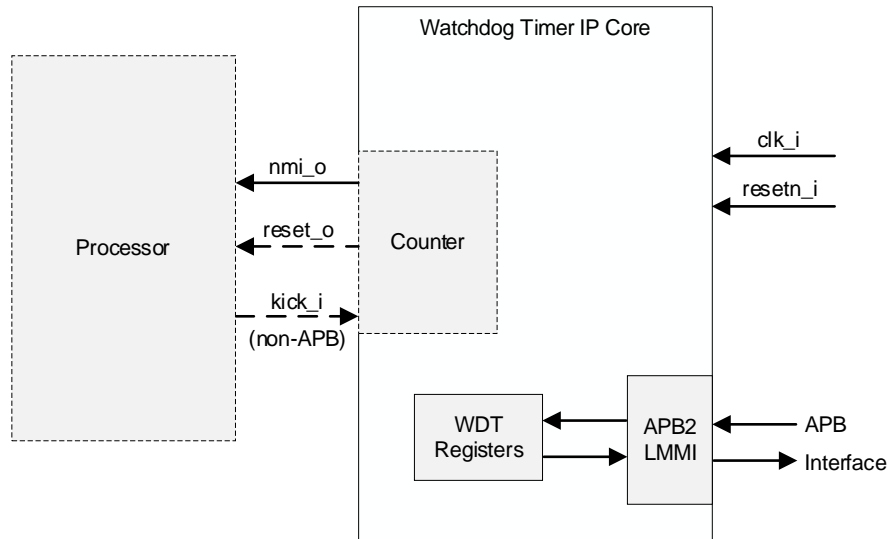 Watchdog Timer IP Core
Processor
nmi_o
reset_o
kick_i
(non-APB)
Counter
clk_i
resetn_i
WDT
Registers
APB2
LMMI
APB
Interface